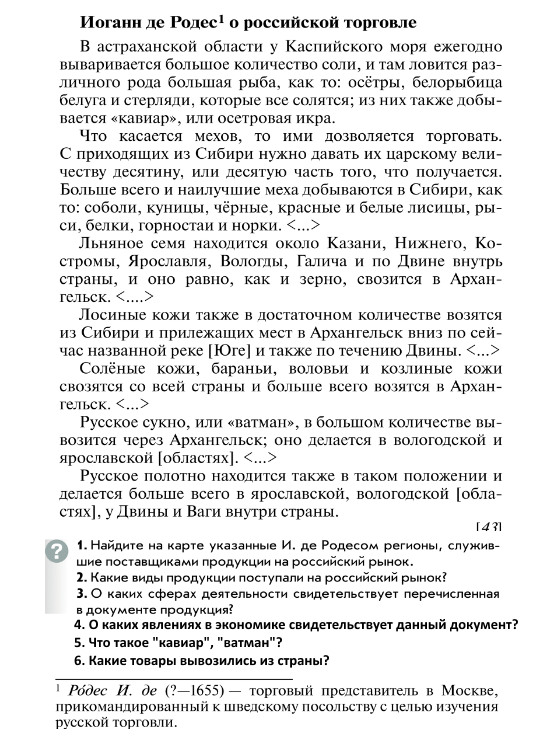 Иоганн де Родес¹ о российской торговле
В астраханской области у Каспийского моря ежегодно
вываривается большое количество соли, и там ловится раз-
личного рода большая рыба, как то: осётры, белорыбица
белуга и стерляди, которые все солятся; из них также добы-
вается «кавиар», или осетровая икра.
Что касается мехов, то ими дозволяется торговать.
С приходящих из Сибири нужно давать их царскому вели-
честву десятину, или десятую часть того, что получается.
Больше всего и наилучшие меха добываются в Сибири, как
то: соболи, куницы, чёрные, красные и белые лисицы, ры-
си, белки, горностаи и норки. <...>
Льняное семя находится около Казани, Нижнего, Ко-
стромы, Ярославля, Вологды, Галича и по Двине внутрь
страны, и оно равно, как и зерно, свозится в Архан-
гельск. <....>
Лосиные кожи также в достаточном количестве возятся
из Сибири и прилежащих мест в Архангельск вниз по сей-
час названной реке [Юге] и также по течению Двины. <...>
Солёные кожи, бараньи, воловьи и козлиные кожи
свозятся со всей страны и больше всего возятся в Архан-
гельск. <...>
Русское сукно, или «ватман», в большом количестве вы-
возится через Архангельск; оно делается в вологодской и
ярославской [областях]. <...>
Русское полотно находится также в таком положении и
делается больше всего в ярославской, вологодской [обла-
стях], у Двины и Ваги внутри страны.
[43]
? 1. Найдите на карте указанные И. де Родесом регионы, служив-
шие поставщиками продукции на российский рынок.
2. Какие виды продукции поступали на российский рынок?
3. О каких сферах деятельности свидетельствует перечисленная
в документе продукция?
4. О каких явлениях в экономике свидетельствует данный документ?
5. Что такое "кавиар", "ватман"?
6. Какие товары вывозились из страны?
¹ Ро́дес И. де (?—1655) — торговый представитель в Москве,
прикомандированный к шведскому посольству с целью изучения
русской торговли.